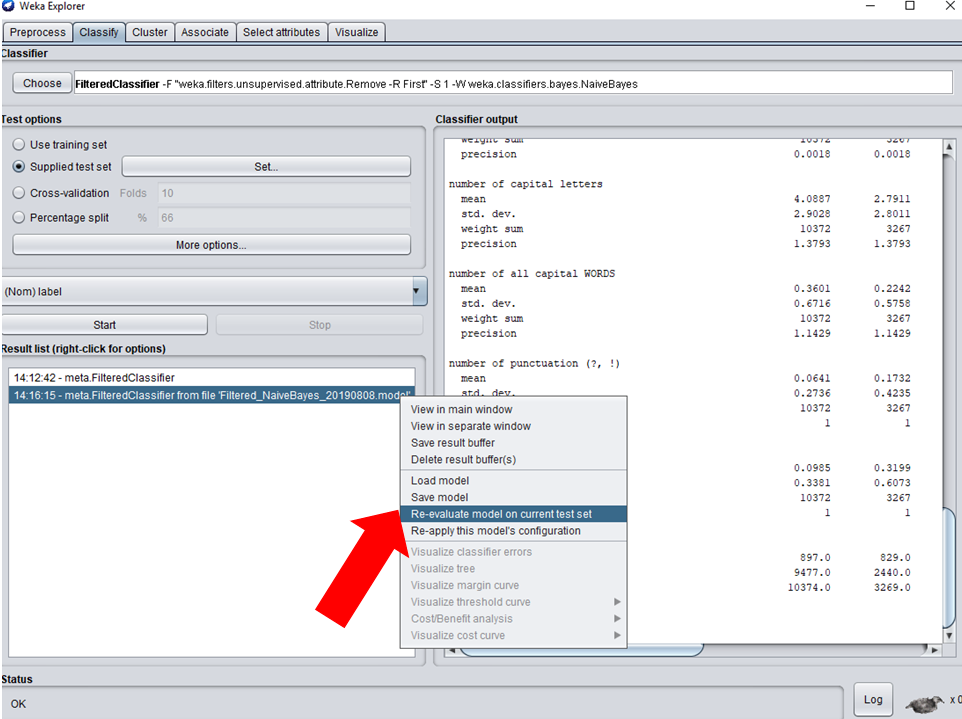 Weka Explorer
Preprocess Classify Cluster Associate Select attributes Visualize
Classifier
Choose FilteredClassifier -F "weka.filters.unsupervised.attribute.Remove -R First" -S 1 -W weka.classifiers.bayes.NaiveBayes
Test options
Use training set
Supplied test set Set...
Cross-validation Folds 10
Percentage split % 66
More options...
(Nom) label
Start Stop
Result list (right-click for options)
14:12:42 - meta.FilteredClassifier
14:16:15 - meta.FilteredClassifier from file 'Filtered_NaiveBayes_20190808.model'
Classifier output
weight sum 10372 3267
precision 0.0018 0.0018
number of capital letters
mean 4.0887 2.7911
std. dev. 2.9028 2.8011
weight sum 10372 3267
precision 1.3793 1.3793
number of all capital WORDS
mean 0.3601 0.2242
std. dev. 0.6716 0.5758
weight sum 10372 3267
precision 1.1429 1.1429
number of punctuation (?, !)
mean 0.0641 0.1732
std. dev. 0.2736 0.4235
10372 3267
1 1
0.0985 0.3199
0.3381 0.6073
10372 3267
1 1
897.0 829.0
9477.0 2440.0
10374.0 3269.0
View in main window
View in separate window
Save result buffer
Delete result buffer(s)
Load model
Save model
Re-evaluate model on current test set
Re-apply this model's configuration
Visualize classifier errors
Visualize tree
Visualize margin curve
Visualize threshold curve
Cost/Benefit analysis
Visualize cost curve
Status
OK
Log
x 0